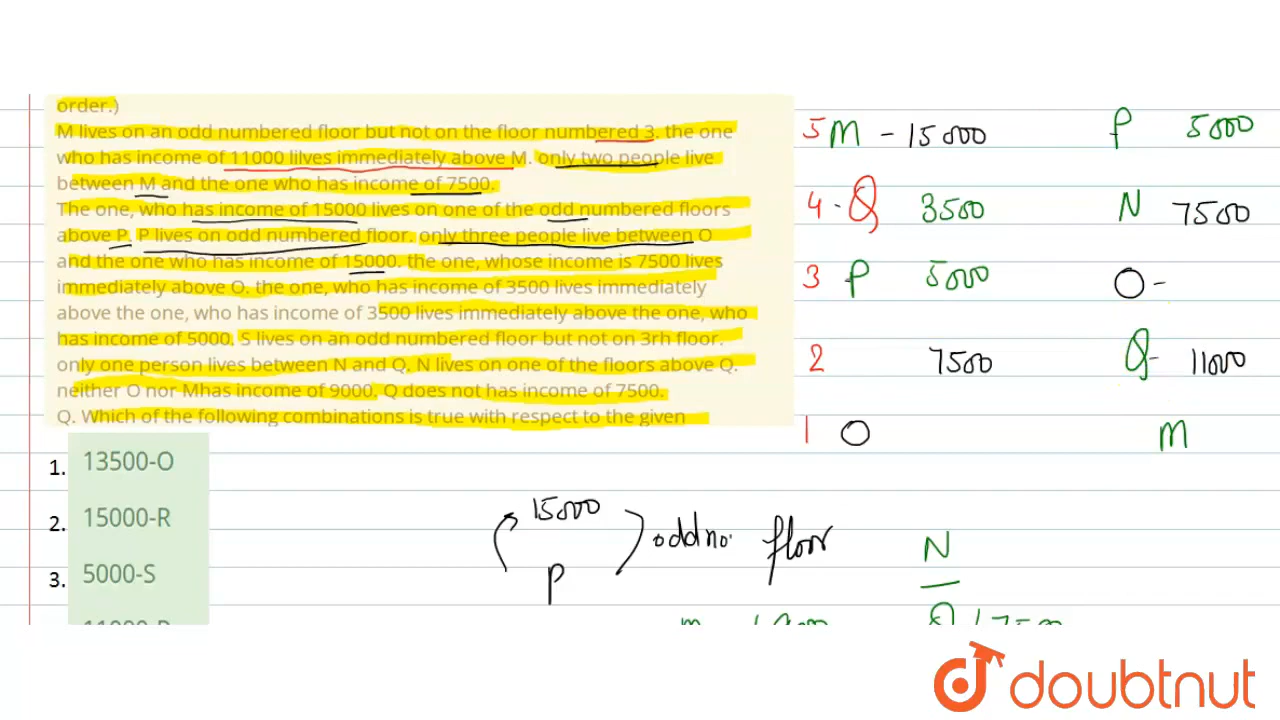 order.)
M lives on an odd numbered floor but not on the floor numbered 3. the one
who has income of 11000 lilves immediately above M. only two people live
between M and the one who has income of 7500.
The one, who has income of 15000 lives on one of the odd numbered floors
above P. P lives on odd numbered floor. only three people live between O
and the one who has income of 15000. the one, whose income is 7500 lives
immediately above Q. the one, who has income of 3500 lives immediately
above the one, who has income of 3500 lives immediately above the one, who
has income of 5000. S lives on an odd numbered floor but not on 3rh floor.
only one person lives between N and Q. N lives on one of the floors above Q.
neither O nor Mhas income of 9000. Q does not has income of 7500.
Q. Which of the following combinations is true with respect to the given
1. 13500-O
2. 15000-R
3. 5000-S
5 M - 15000 P 5000
4 - Q 3500 N 7500
3 P 5000 O -
2 7500 Q - 11000
1 O M
15000
P
odd no. floor
N
doubtnut